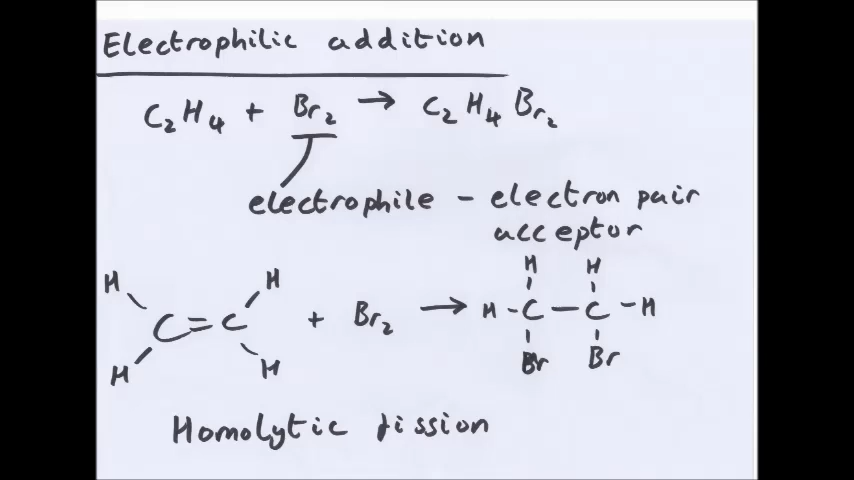 Electrophilic addition
C₂H₄ + Br₂ → C₂H₄Br₂
electrophile - electron pair
acceptor
H H H H
C=C + Br₂ → H-C-C-H
H H Br Br
Homolytic fission